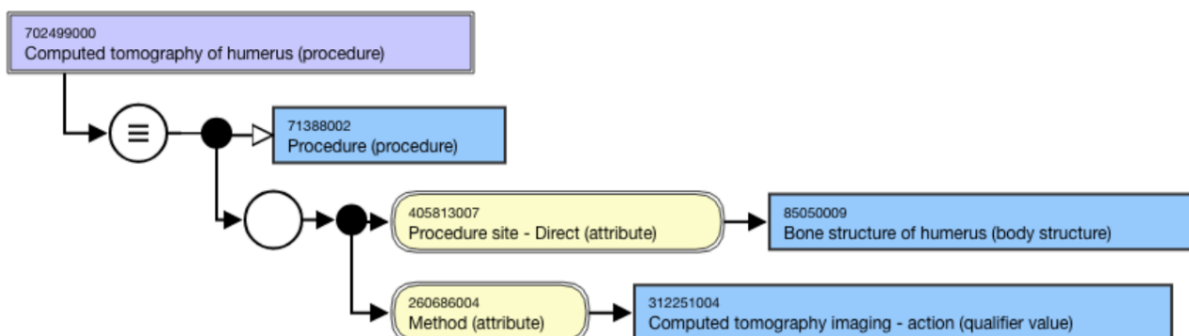 702499000
Computed tomography of humerus (procedure)
71388002
Procedure (procedure)
405813007
Procedure site - Direct (attribute)
85050009
Bone structure of humerus (body structure)
260686004
Method (attribute)
312251004
Computed tomography imaging - action (qualifier value)